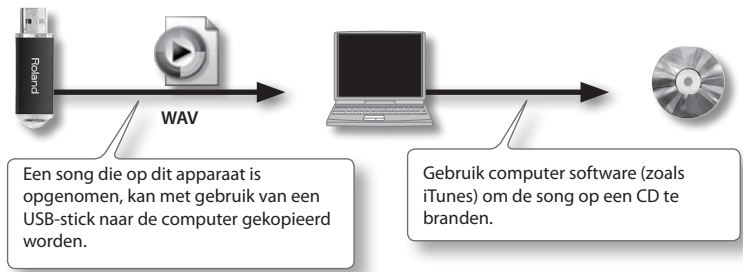 Roland
WAV
Een song die op dit apparaat is
opgenomen, kan met gebruik van een
USB-stick naar de computer gekopieerd
worden.
Gebruik computer software (zoals
iTunes) om de song op een CD te
branden.